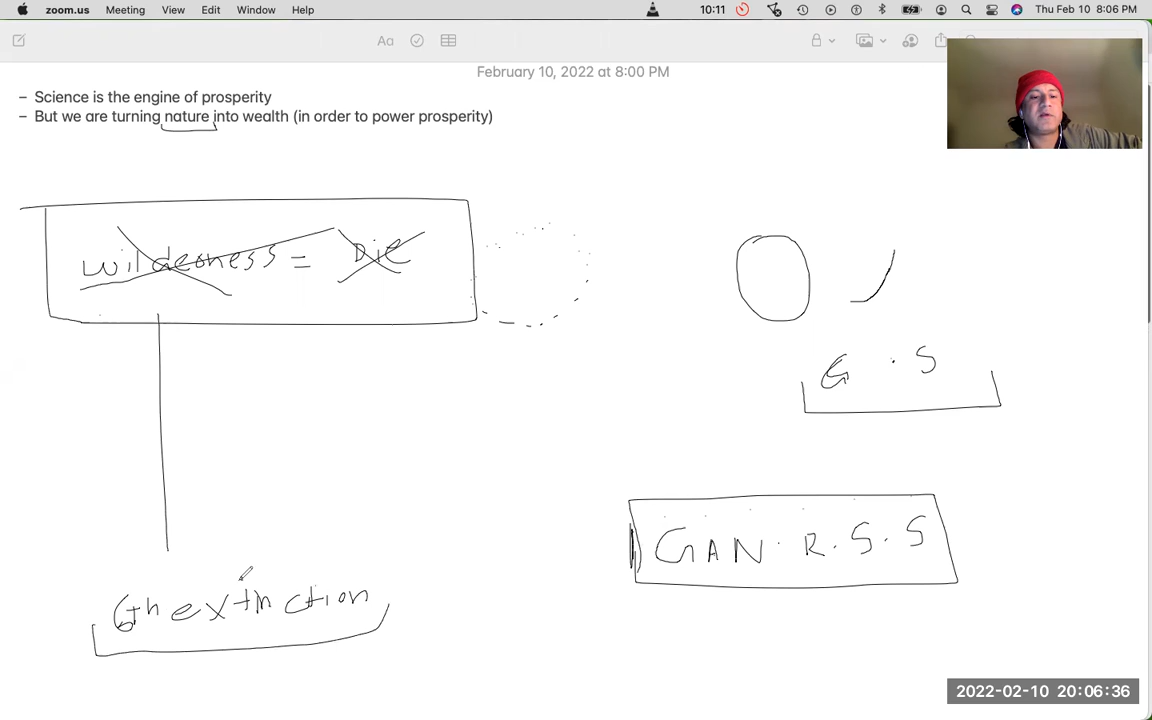 zoom.us Meeting View Edit Window Help 10:11 Thu Feb 10 8:06 PM
Aa
February 10, 2022 at 8:00 PM
– Science is the engine of prosperity
– But we are turning nature into wealth (in order to power prosperity)
wilderness = Die
G . S
GAN . R . S . S
6th extinction
2022-02-10 20:06:36